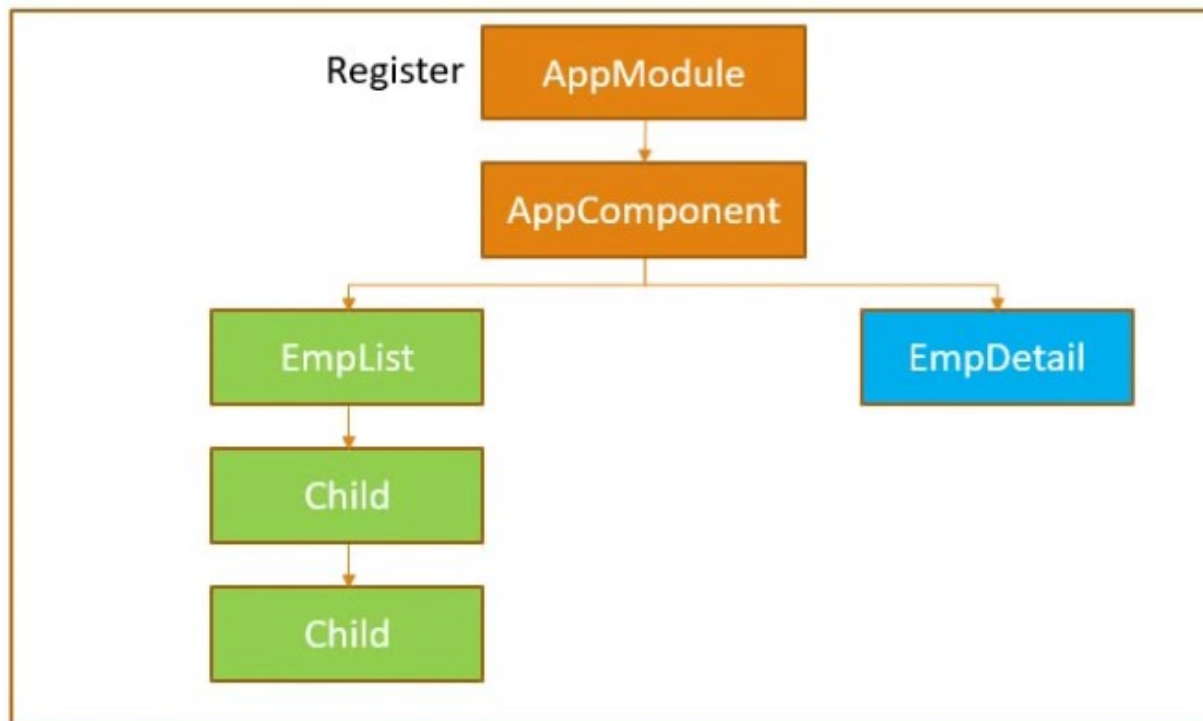 Register
AppModule
AppComponent
EmpList
EmpDetail
Child
Child